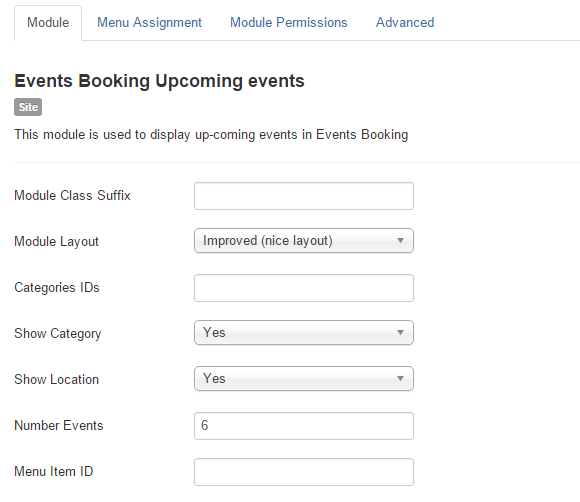 Module Menu Assignment Module Permissions Advanced
Events Booking Upcoming events
Site
This module is used to display up-coming events in Events Booking
Module Class Suffix
Module Layout Improved (nice layout)
Categories IDs
Show Category Yes
Show Location Yes
Number Events 6
Menu Item ID